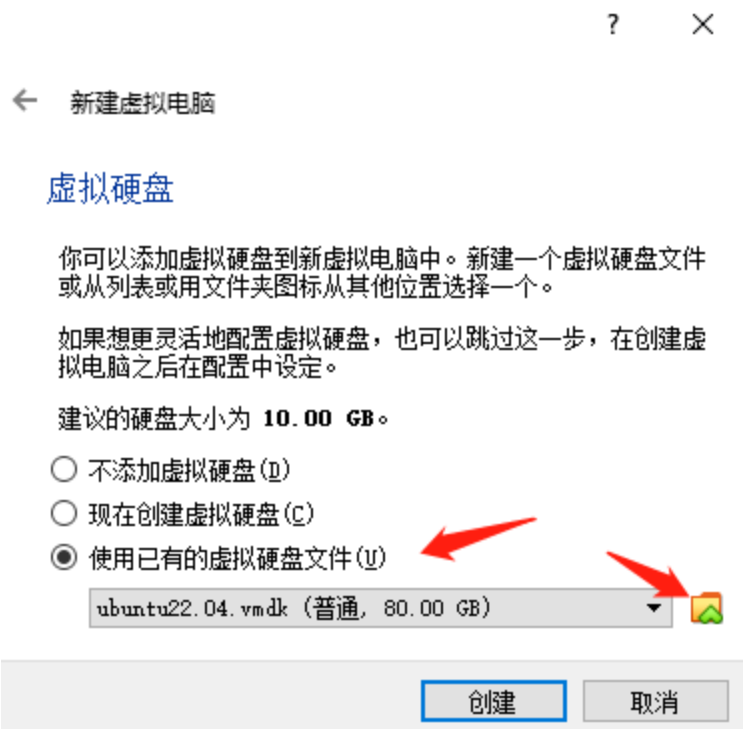 ?
新建虚拟电脑
虚拟硬盘
你可以添加虚拟硬盘到新虚拟电脑中。新建一个虚拟硬盘文件
或从列表或用文件夹图标从其他位置选择一个。
如果想更灵活地配置虚拟硬盘，也可以跳过这一步，在创建虚
拟电脑之后在配置中设定。
建议的硬盘大小为 10.00 GB。
不添加虚拟硬盘(D)
现在创建虚拟硬盘(C)
使用已有的虚拟硬盘文件(U)
ubuntu22.04.vmdk (普通, 80.00 GB)
创建 取消